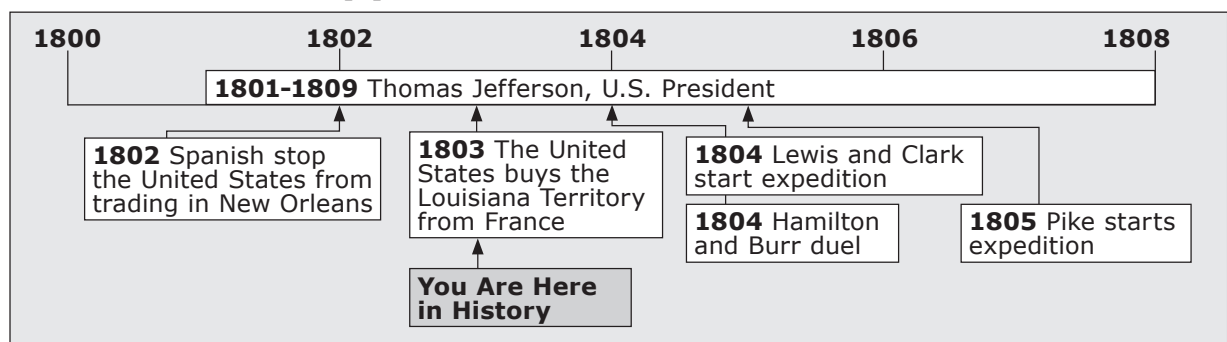 1800 1802 1804 1806 1808
1801-1809 Thomas Jefferson, U.S. President
1802 Spanish stop
the United States from
trading in New Orleans
1803 The United
States buys the
Louisiana Territory
from France
1804 Lewis and Clark
start expedition
1804 Hamilton
and Burr duel
1805 Pike starts
expedition
You Are Here
in History